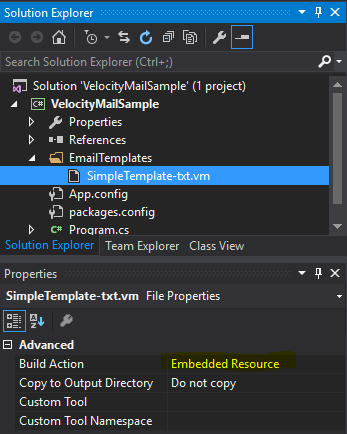 Solution Explorer
Search Solution Explorer (Ctrl+;)
Solution 'VelocityMailSample' (1 project)
C# VelocityMailSample
Properties
References
EmailTemplates
SimpleTemplate-txt.vm
App.config
packages.config
C# Program.cs
Solution Explorer Team Explorer Class View
Properties
SimpleTemplate-txt.vm File Properties
Advanced
Build Action Embedded Resource
Copy to Output Directory Do not copy
Custom Tool
Custom Tool Namespace